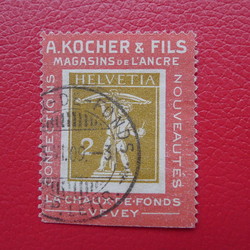 A. KOCHER & FILS
MAGASINS DE L'ANCRE
CONFECTIONS
HELVETIA
NOUVEAUTÉS
2
LA CHAUX-DE-FONDS
VEVEY